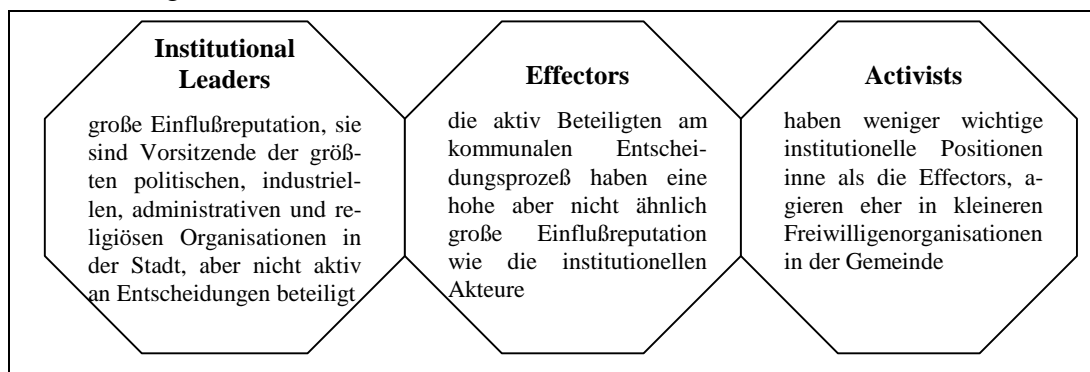 Institutional
Leaders
große Einflußreputation, sie
sind Vorsitzende der größ-
ten politischen, industriel-
len, administrativen und re-
ligiösen Organisationen in
der Stadt, aber nicht aktiv
an Entscheidungen beteiligt
Effectors
die aktiv Beteiligten am
kommunalen Entschei-
dungsprozeß haben eine
hohe aber nicht ähnlich
große Einflußreputation
wie die institutionellen
Akteure
Activists
haben weniger wichtige
institutionelle Positionen
inne als die Effectors, a-
gieren eher in kleineren
Freiwilligenorganisationen
in der Gemeinde